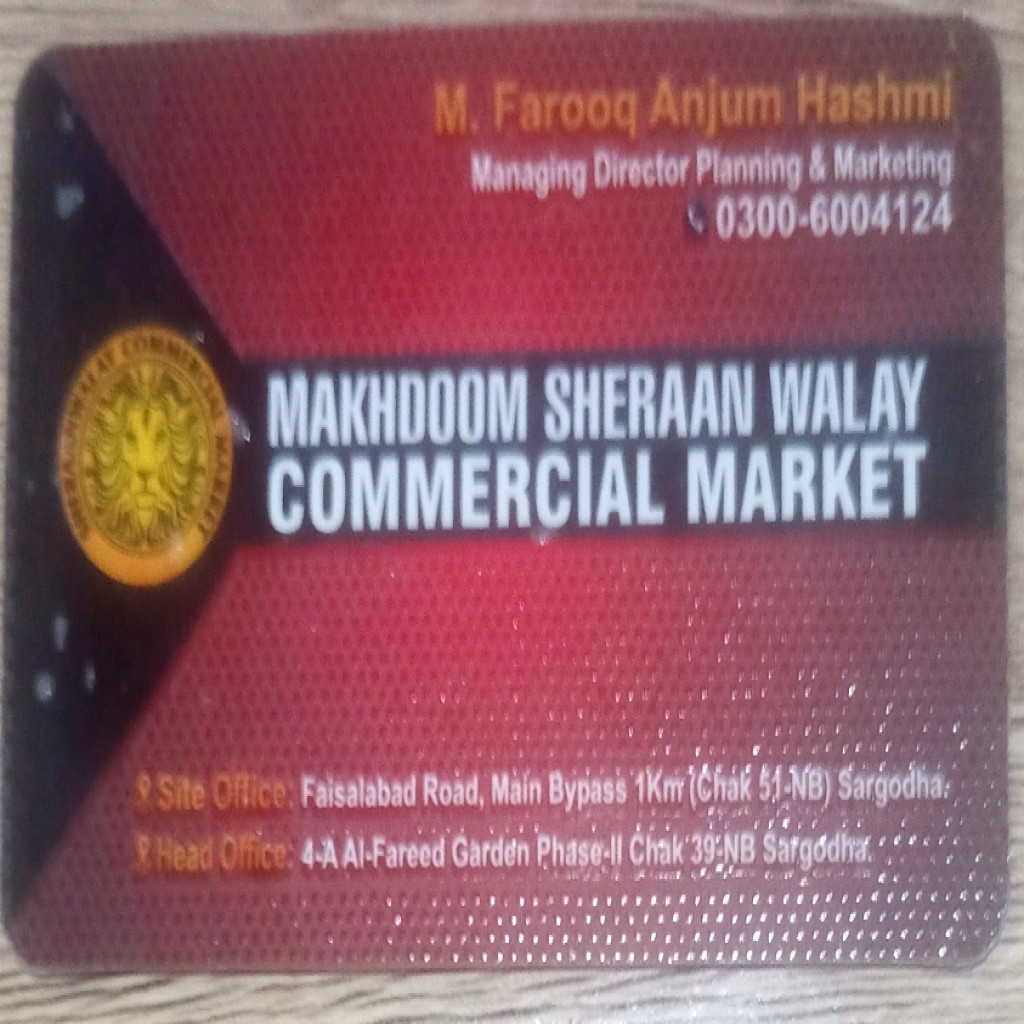 M. Farooq Anjum Hashmi
Managing Director Planning & Marketing
0300-6004124
MAKHDOOM SHERAAN WALAY
COMMERCIAL MARKET
Site Office: Faisalabad Road, Main Bypass 1Km (Chak 51-NB) Sargodha.
Head Office: 4-A Al-Fareed Garden Phase-II Chak 39-NB Sargodha.